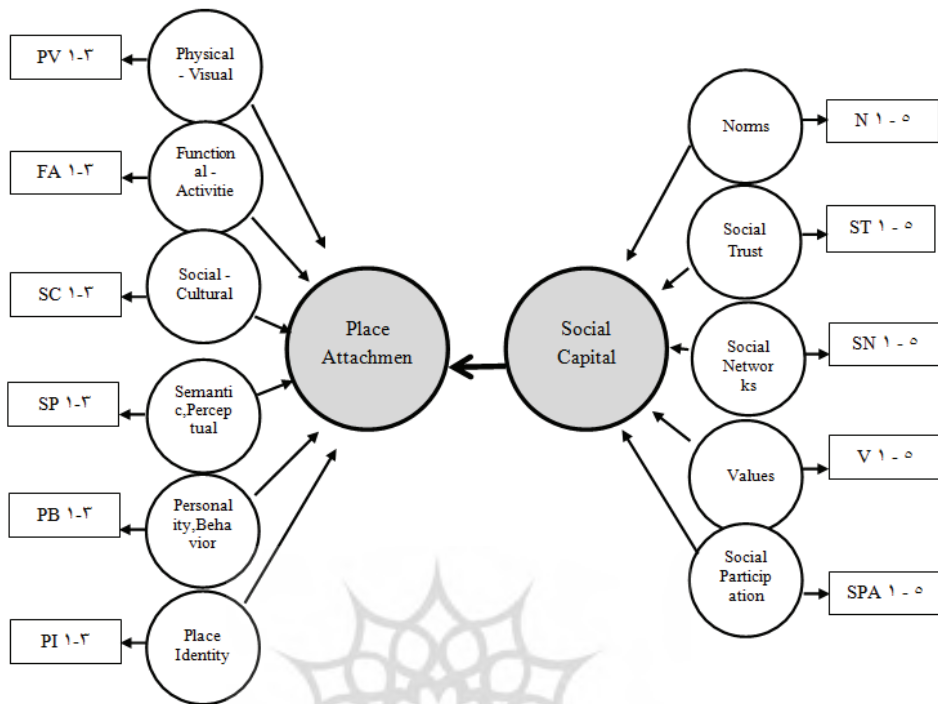 PV ۱-۳
Physical
- Visual
FA ۱-۳
Function
al -
Activitie
SC ۱-۳
Social -
Cultural
SP ۱-۳
Semanti
c,Percep
tual
PB ۱-۳
Personal
ity,Beha
vior
PI ۱-۳
Place
Identity
Place
Attachmen
Social
Capital
Norms
N ۱ - ۵
Social
Trust
ST ۱ - ۵
Social
Networ
ks
SN ۱ - ۵
Values
V ۱ - ۵
Social
Particip
ation
SPA ۱ - ۵